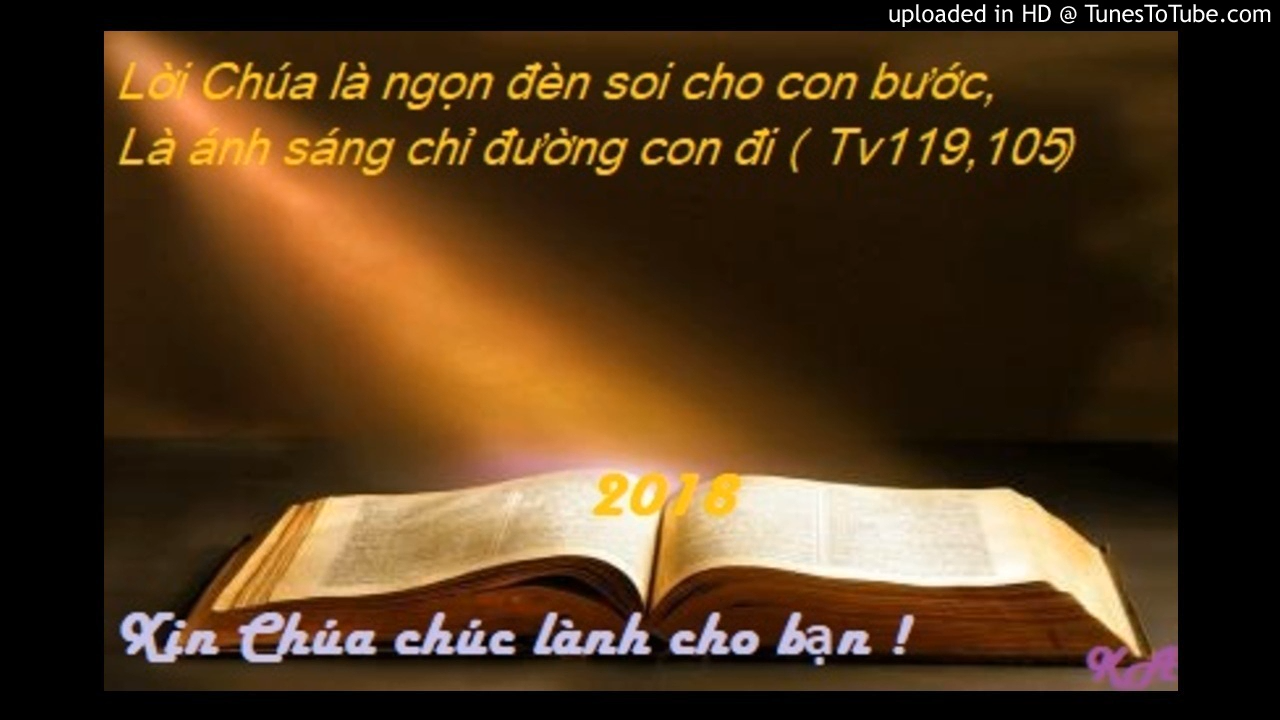 uploaded in HD @ TunesToTube.com
Lời Chúa là ngọn đèn soi cho con bước,
Là ánh sáng chỉ đường con đi ( Tv119,105)
2018
Xin Chúa chúc lành cho bạn !